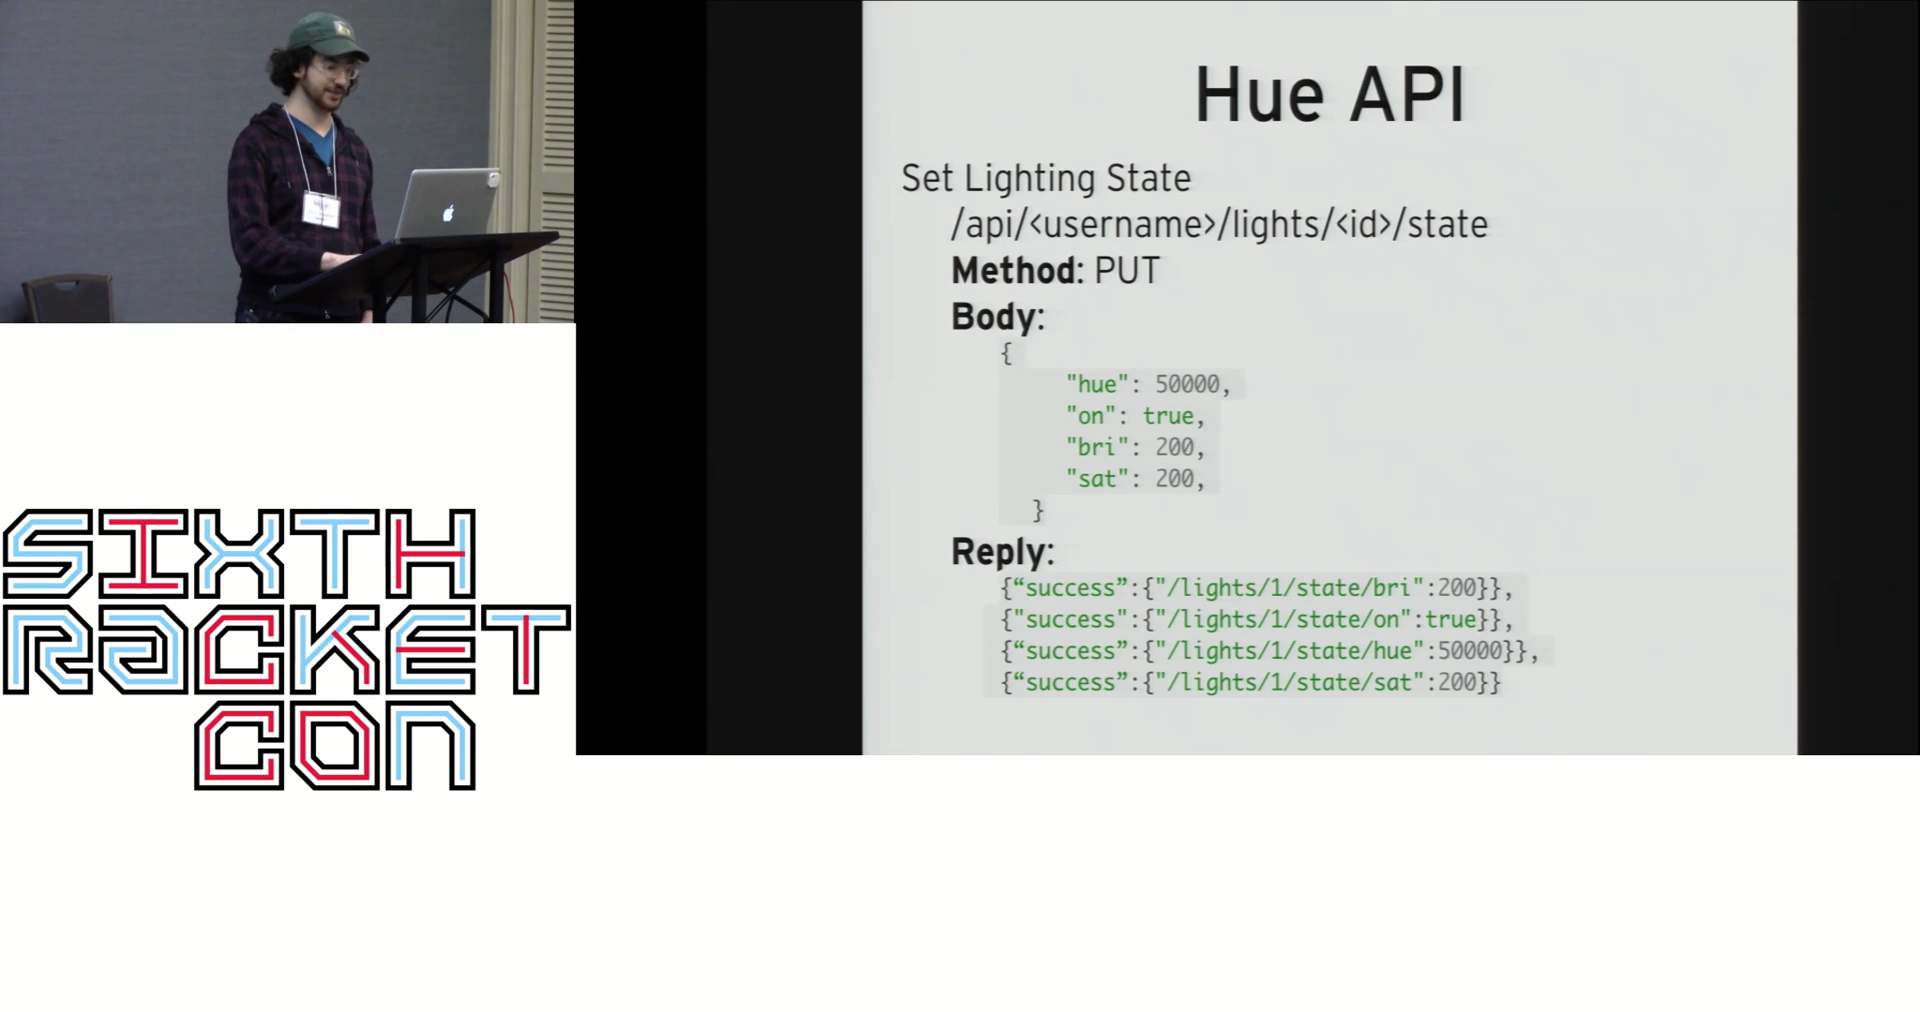 Hue API
Set Lighting State
/api/<username>/lights/<id>/state
Method: PUT
Body:
{
"hue": 50000,
"on": true,
"bri": 200,
"sat": 200,
}
Reply:
{“success”:{"/lights/1/state/bri":200}},
{"success":{"/lights/1/state/on":true}},
{“success”:{"/lights/1/state/hue":50000}},
{“success”:{"/lights/1/state/sat":200}}
SIXTH
RACKET
CON